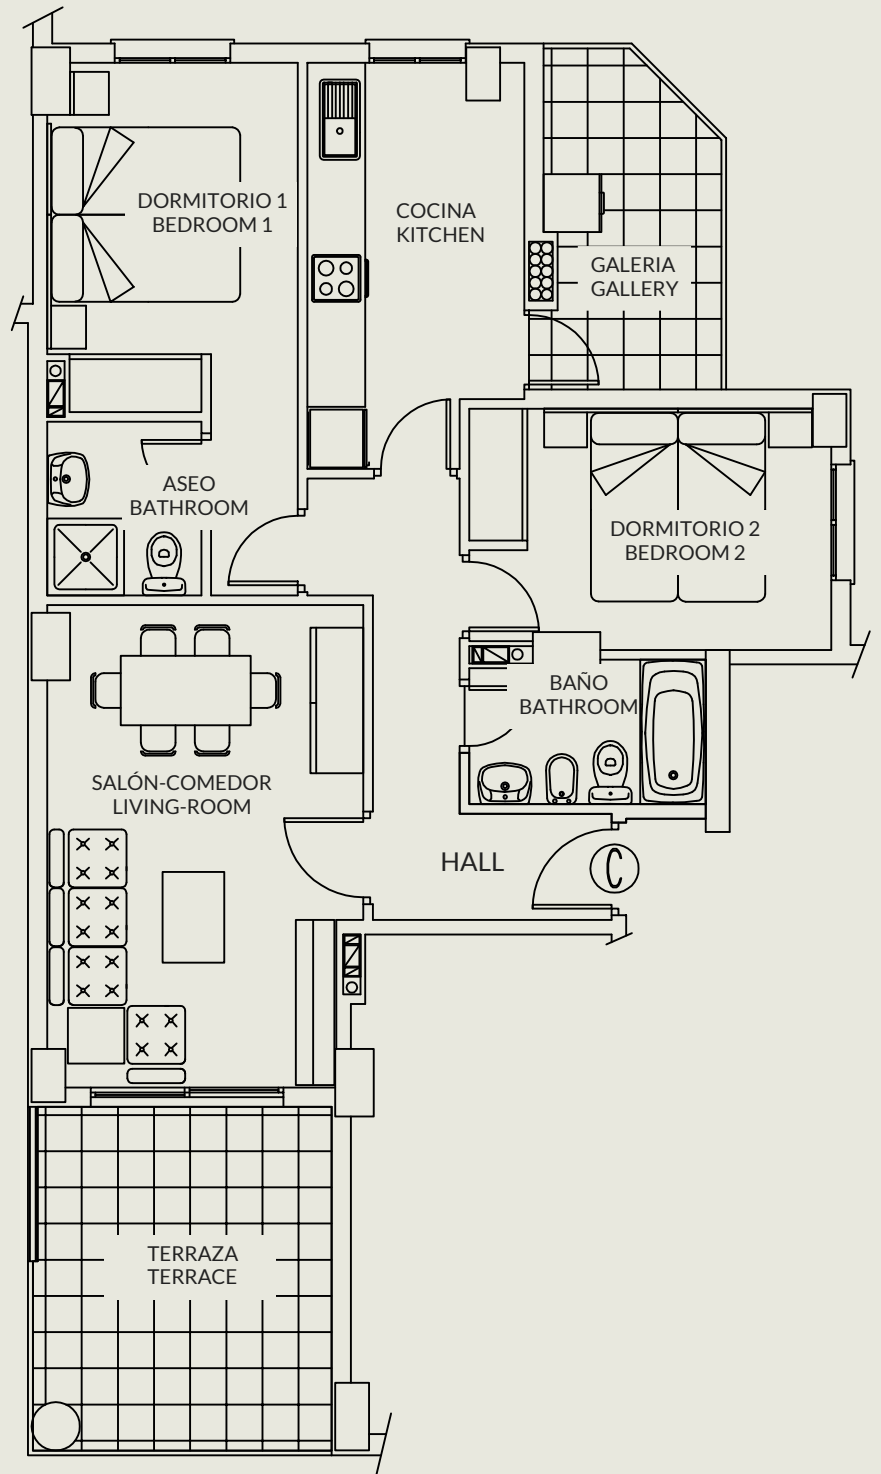 DORMITORIO 1
BEDROOM 1
COCINA
KITCHEN
GALERIA
GALLERY
ASEO
BATHROOM
DORMITORIO 2
BEDROOM 2
BAÑO
BATHROOM
SALÓN-COMEDOR
LIVING-ROOM
HALL
C
TERRAZA
TERRACE